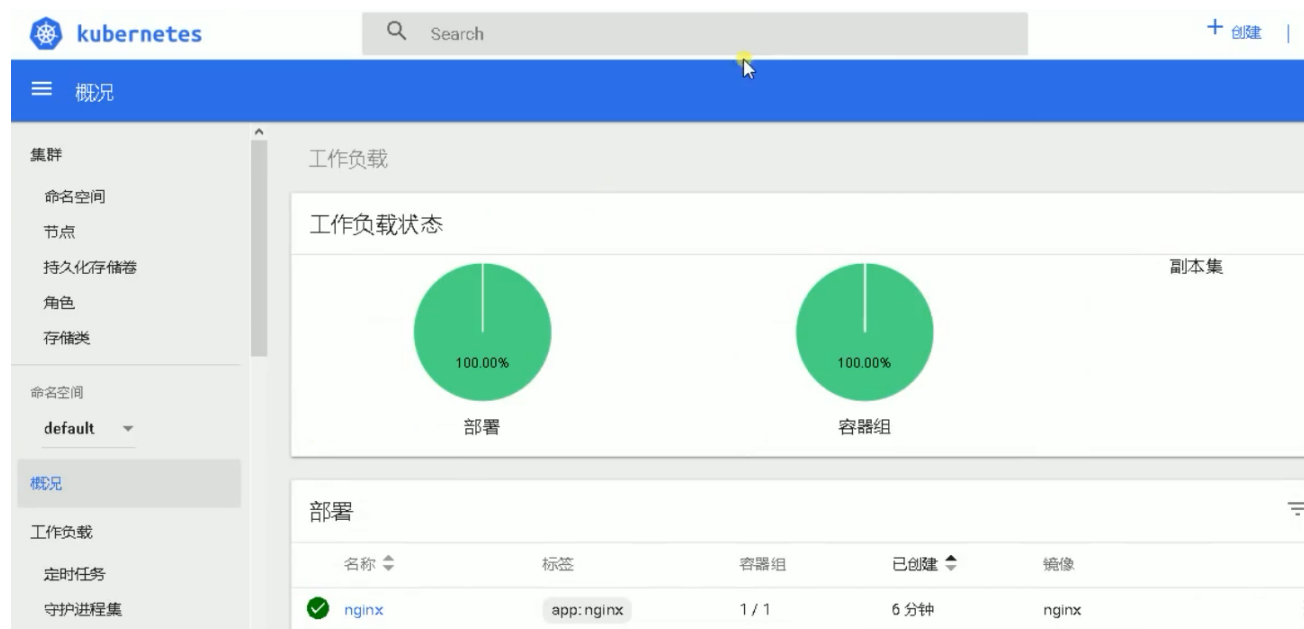 kubernetes
Search
+ 创建 |
概况
集群
命名空间
节点
持久化存储卷
角色
存储类
命名空间
default
概况
工作负载
定时任务
守护进程集
工作负载
工作负载状态
100.00%
部署
100.00%
容器组
副本集
部署
名称 标签 容器组 已创建 镜像
nginx app:nginx 1 / 1 6 分钟 nginx